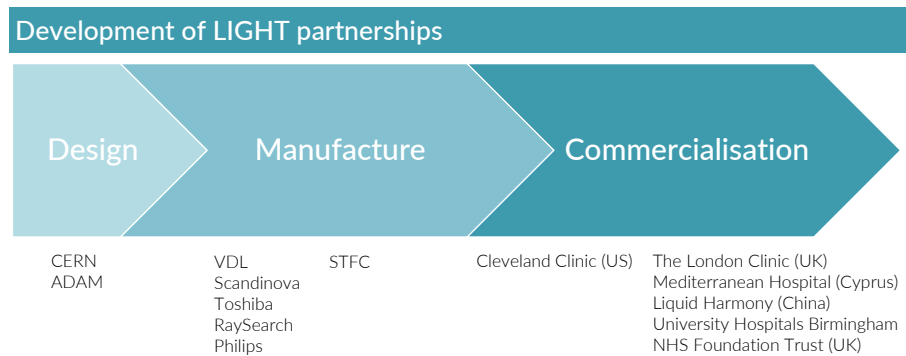 Development of LIGHT partnerships
Design
Manufacture
Commercialisation
CERN
ADAM
VDL
Scandinova
Toshiba
RaySearch
Philips
STFC
Cleveland Clinic (US)
The London Clinic (UK)
Mediterranean Hospital (Cyprus)
Liquid Harmony (China)
University Hospitals Birmingham
NHS Foundation Trust (UK)